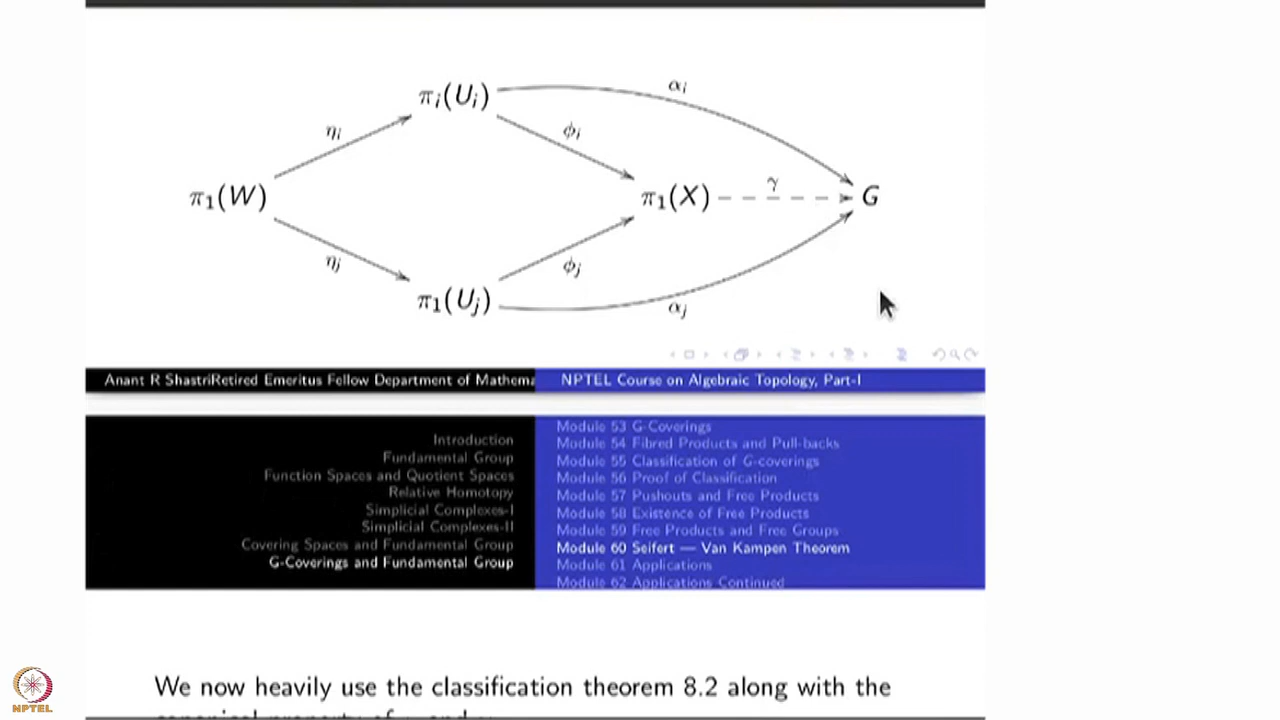 αi
πi(Ui)
ηi
ϕi
γ
π1(W)
π1(X)
G
ηj
ϕj
π1(Uj)
αj
Anant R ShastriRetired Emeritus Fellow Department of Mathema
NPTEL Course on Algebraic Topology, Part-I
Introduction
Fundamental Group
Function Spaces and Quotient Spaces
Relative Homotopy
Simplicial Complexes-I
Simplicial Complexes-II
Covering Spaces and Fundamental Group
G-Coverings and Fundamental Group
Module 53 G-Coverings
Module 54 Fibred Products and Pull-backs
Module 55 Classification of G-coverings
Module 56 Proof of Classification
Module 57 Pushouts and Free Products
Module 58 Existence of Free Products
Module 59 Free Products and Free Groups
Module 60 Seifert — Van Kampen Theorem
Module 61 Applications
Module 62 Applications Continued
We now heavily use the classification theorem 8.2 along with the
NPTEL